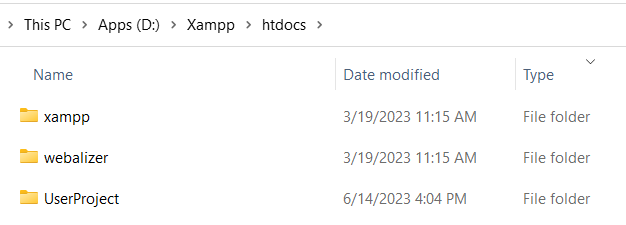 This PC > Apps (D:) > Xampp > htdocs >
Name Date modified Type
xampp 3/19/2023 11:15 AM File folder
webalizer 3/19/2023 11:15 AM File folder
UserProject 6/14/2023 4:04 PM File folder